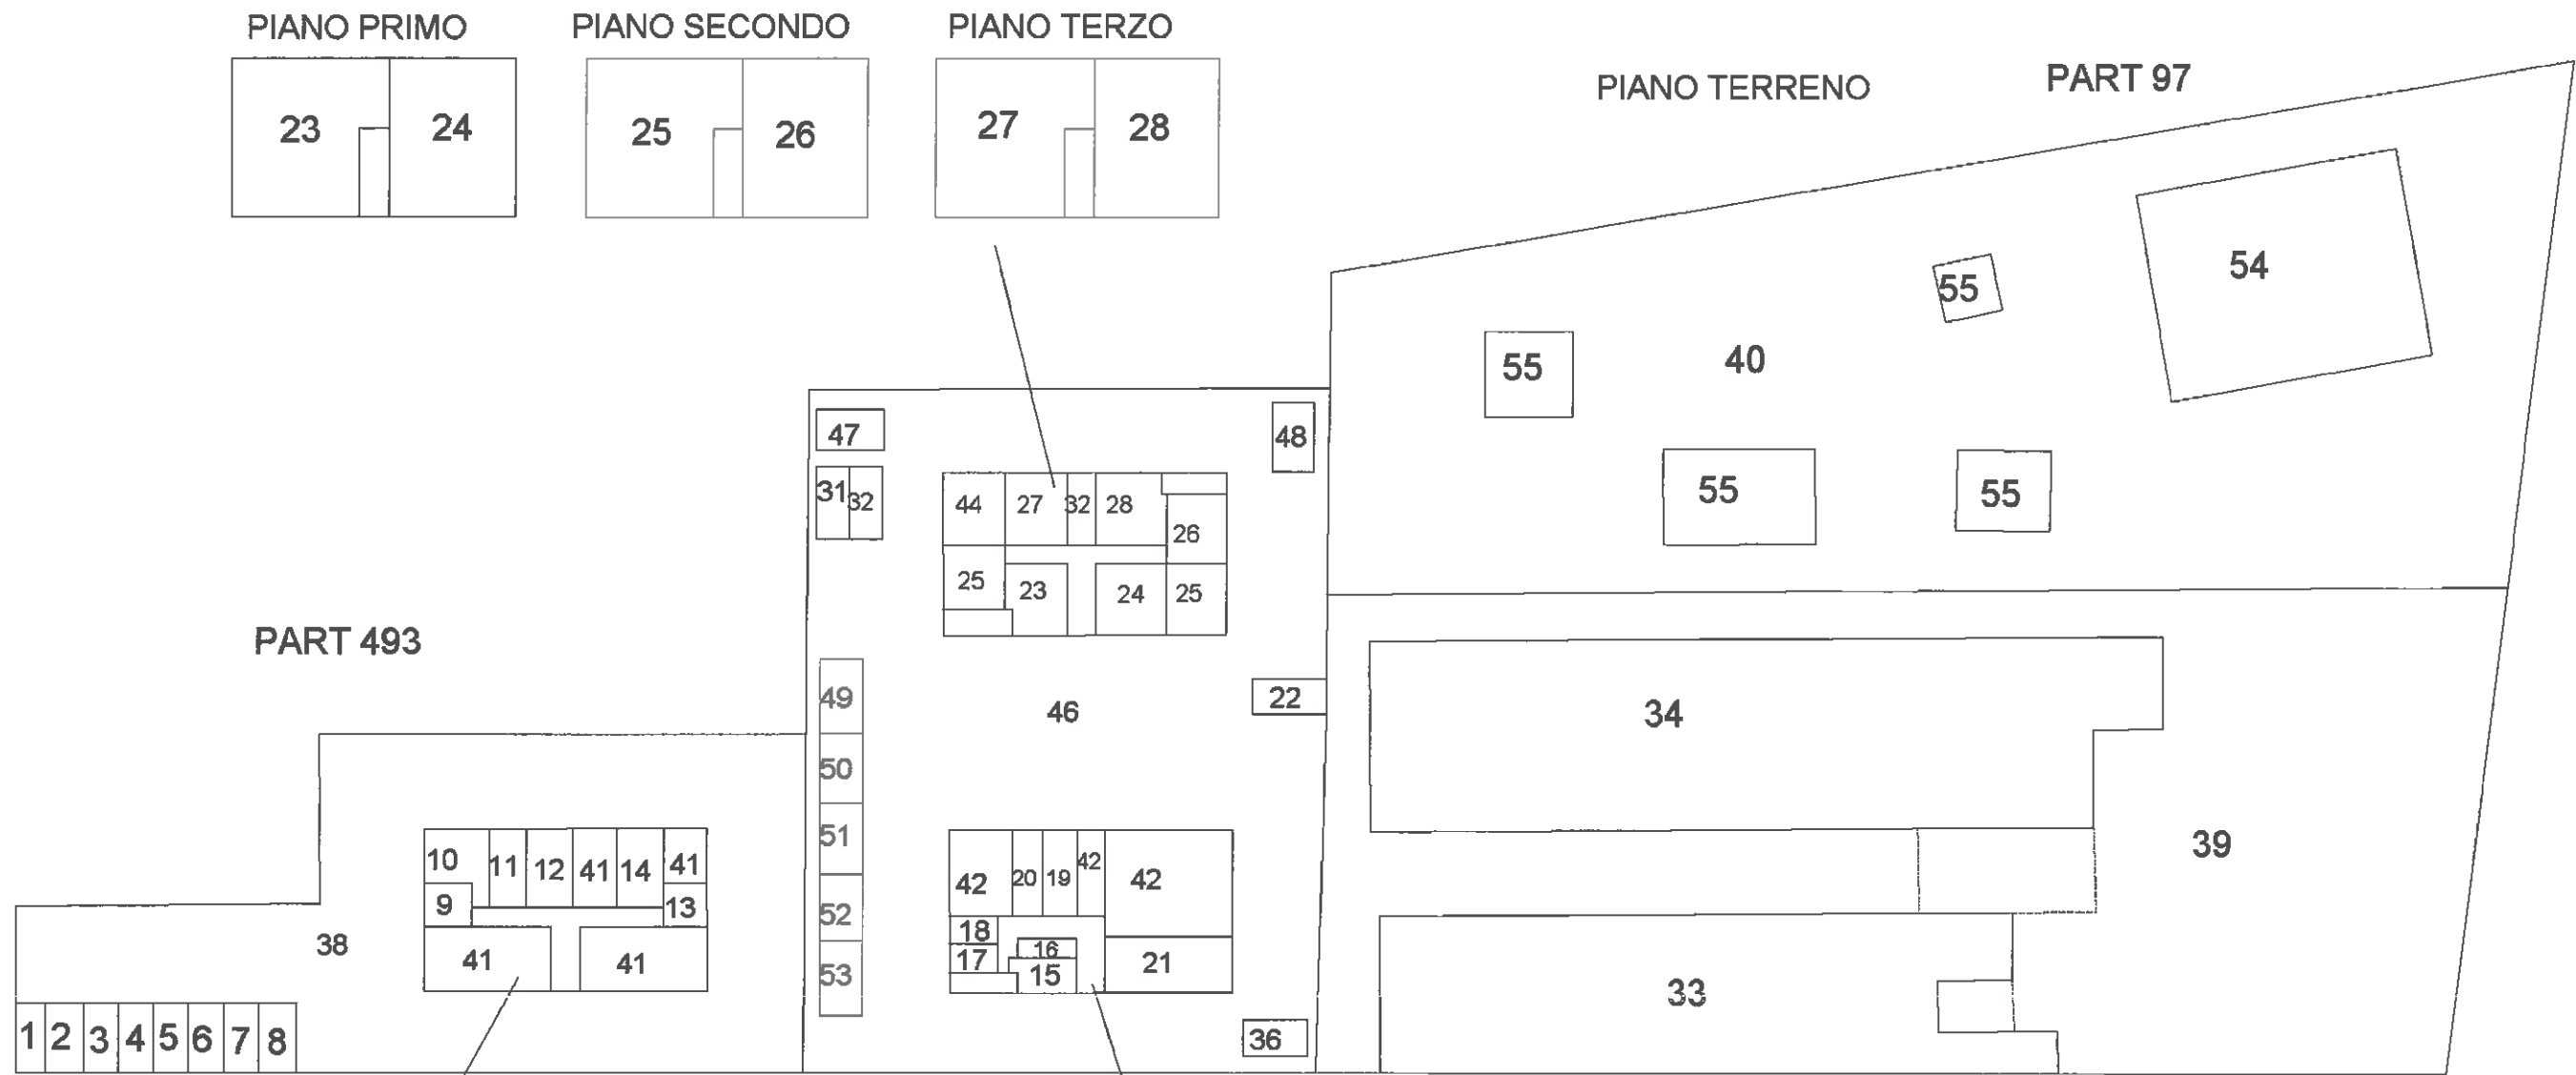 PIANO PRIMO PIANO SECONDO PIANO TERZO
PIANO TERRENO PART 97
23 24 25 26 27 28
54
55
40
55
47 48
31 32
44 27 32 28
26
55 55
25 23 24 25
PART 493
49
22
46
34
50
51
39
10 11 12 41 14 41
42 20 19 42 42
9 13
52
38
18
16
41 41
17 15 21
53
33
1 2 3 4 5 6 7 8
36